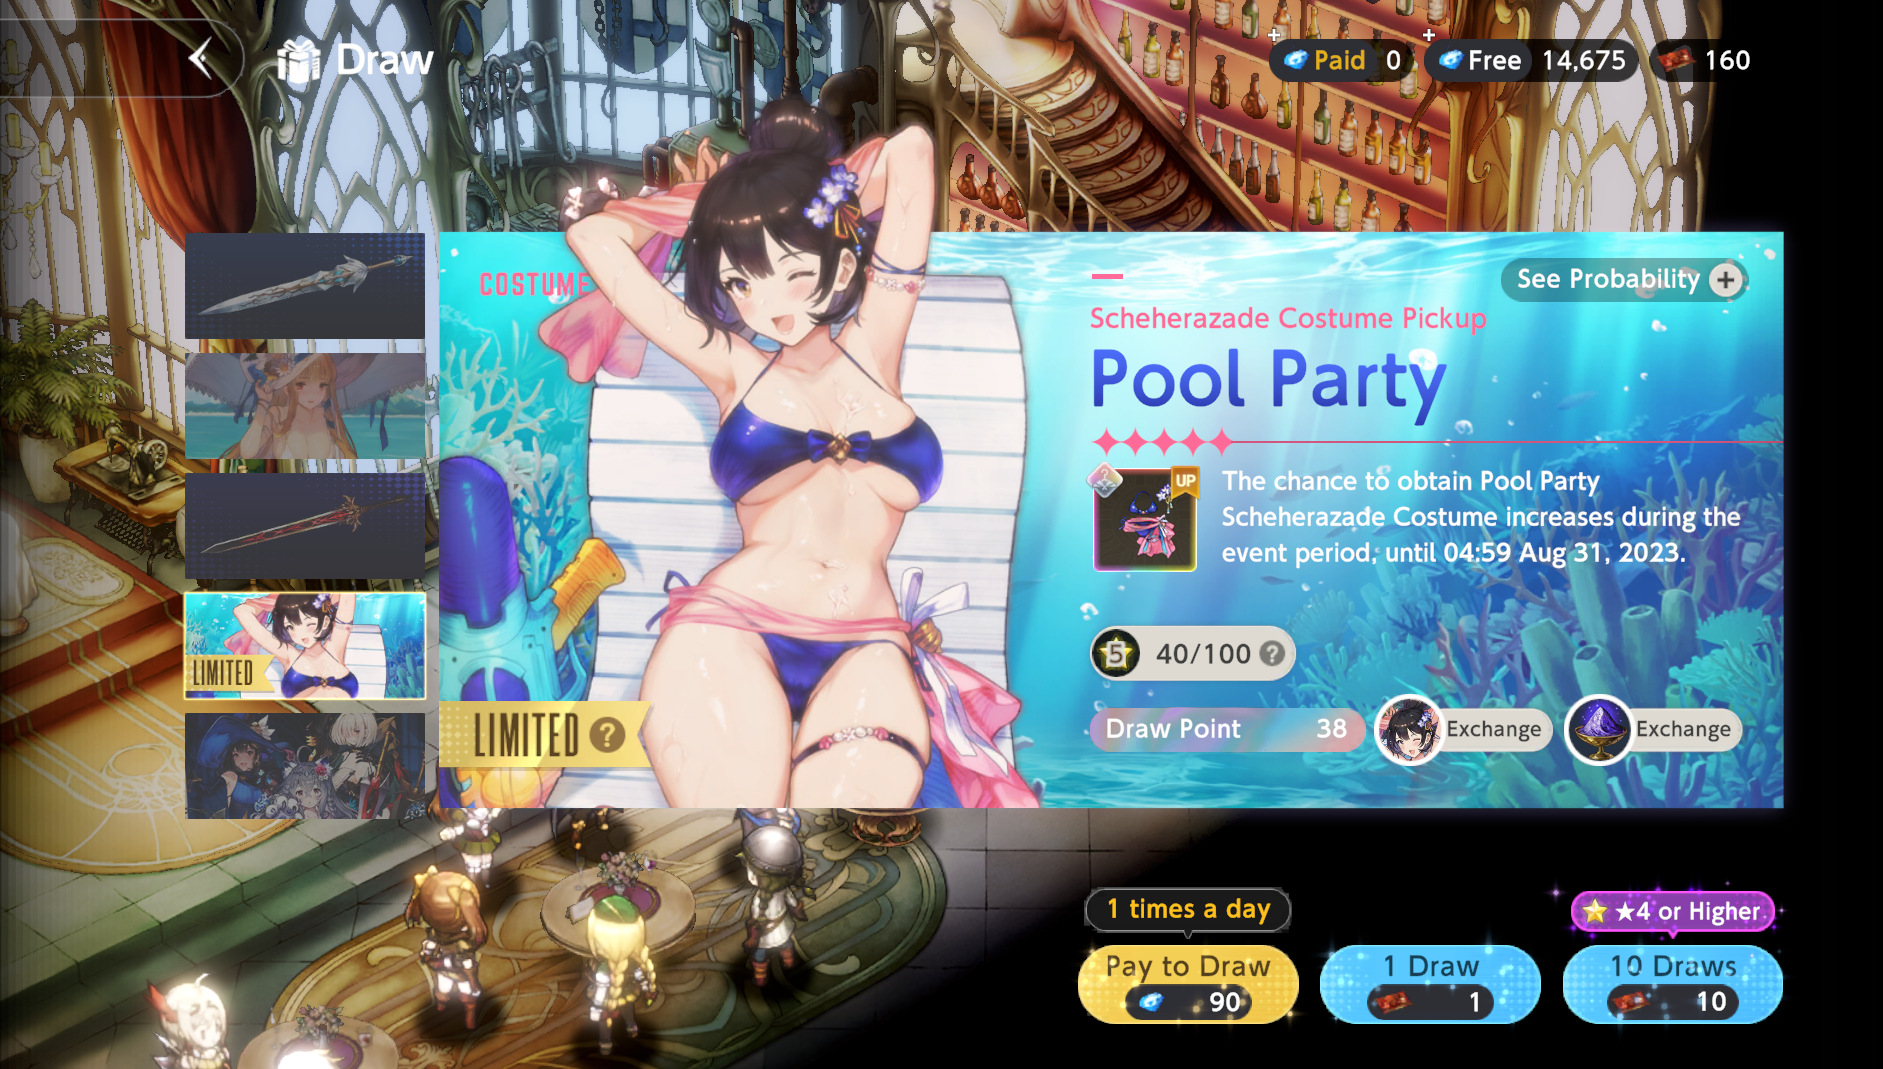 Draw
Paid 0
Free 14,675
160
COSTUME
See Probability
Scheherazade Costume Pickup
Pool Party
UP
The chance to obtain Pool Party
Scheherazade Costume increases during the
event period, until 04:59 Aug 31, 2023.
LIMITED
5 40/100 ?
LIMITED ?
Draw Point 38
Exchange
Exchange
1 times a day
★4 or Higher
Pay to Draw
90
1 Draw
1
10 Draws
10